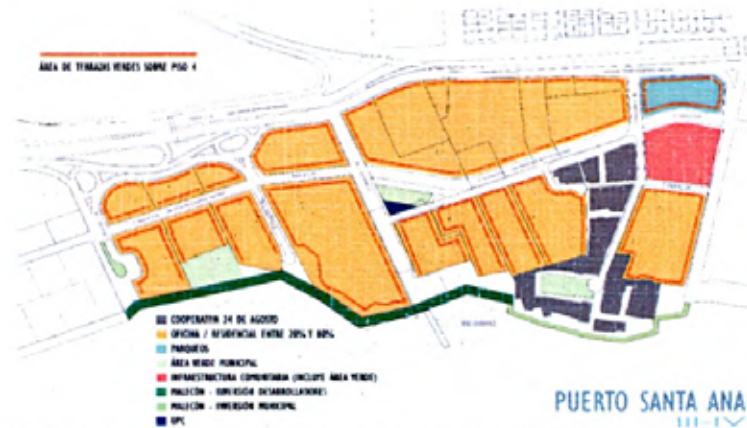 ÁREA DE TERRAZAS VERDES SOBRE PISO 4
COOPERATIVA 24 DE AGOSTO
OFICINA / RESIDENCIAL ENTRE 20% Y 80%
PARQUEOS
ÁREA VERDE MUNICIPAL
INFRAESTRUCTURA COMUNITARIA (INCLUYE ÁREA VERDE)
MALECÓN - INVERSIÓN DESARROLLADORES
MALECÓN - INVERSIÓN MUNICIPAL
UPC
PUERTO SANTA ANA
III-IV